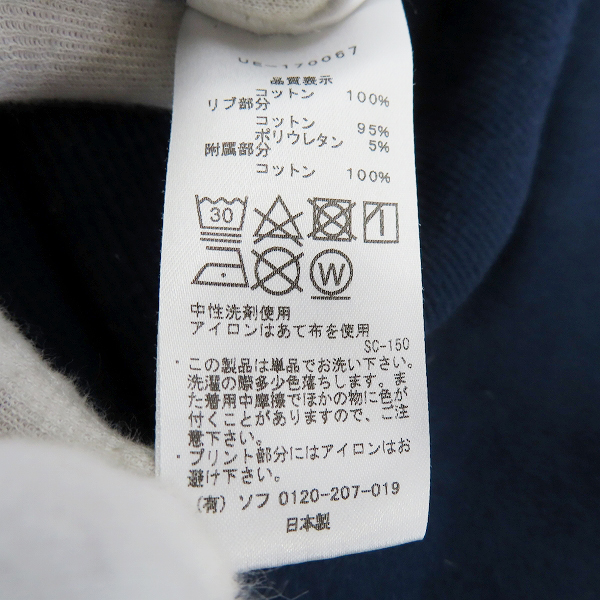 UE-170067
品質表示
コットン 100%
リブ部分
コットン 95%
ポリウレタン 5%
附属部分
コットン 100%
30
W
中性洗剤使用
アイロンはあて布を使用
SC-150
・この製品は単品でお洗い下さい。
洗濯の際多少色落ちします。ま
た着用中摩擦でほかの物に色が
付くことがありますので、ご注
意下さい。
・プリント部分にはアイロンはお
避け下さい。
(有) ソフ 0120-207-019
日本製